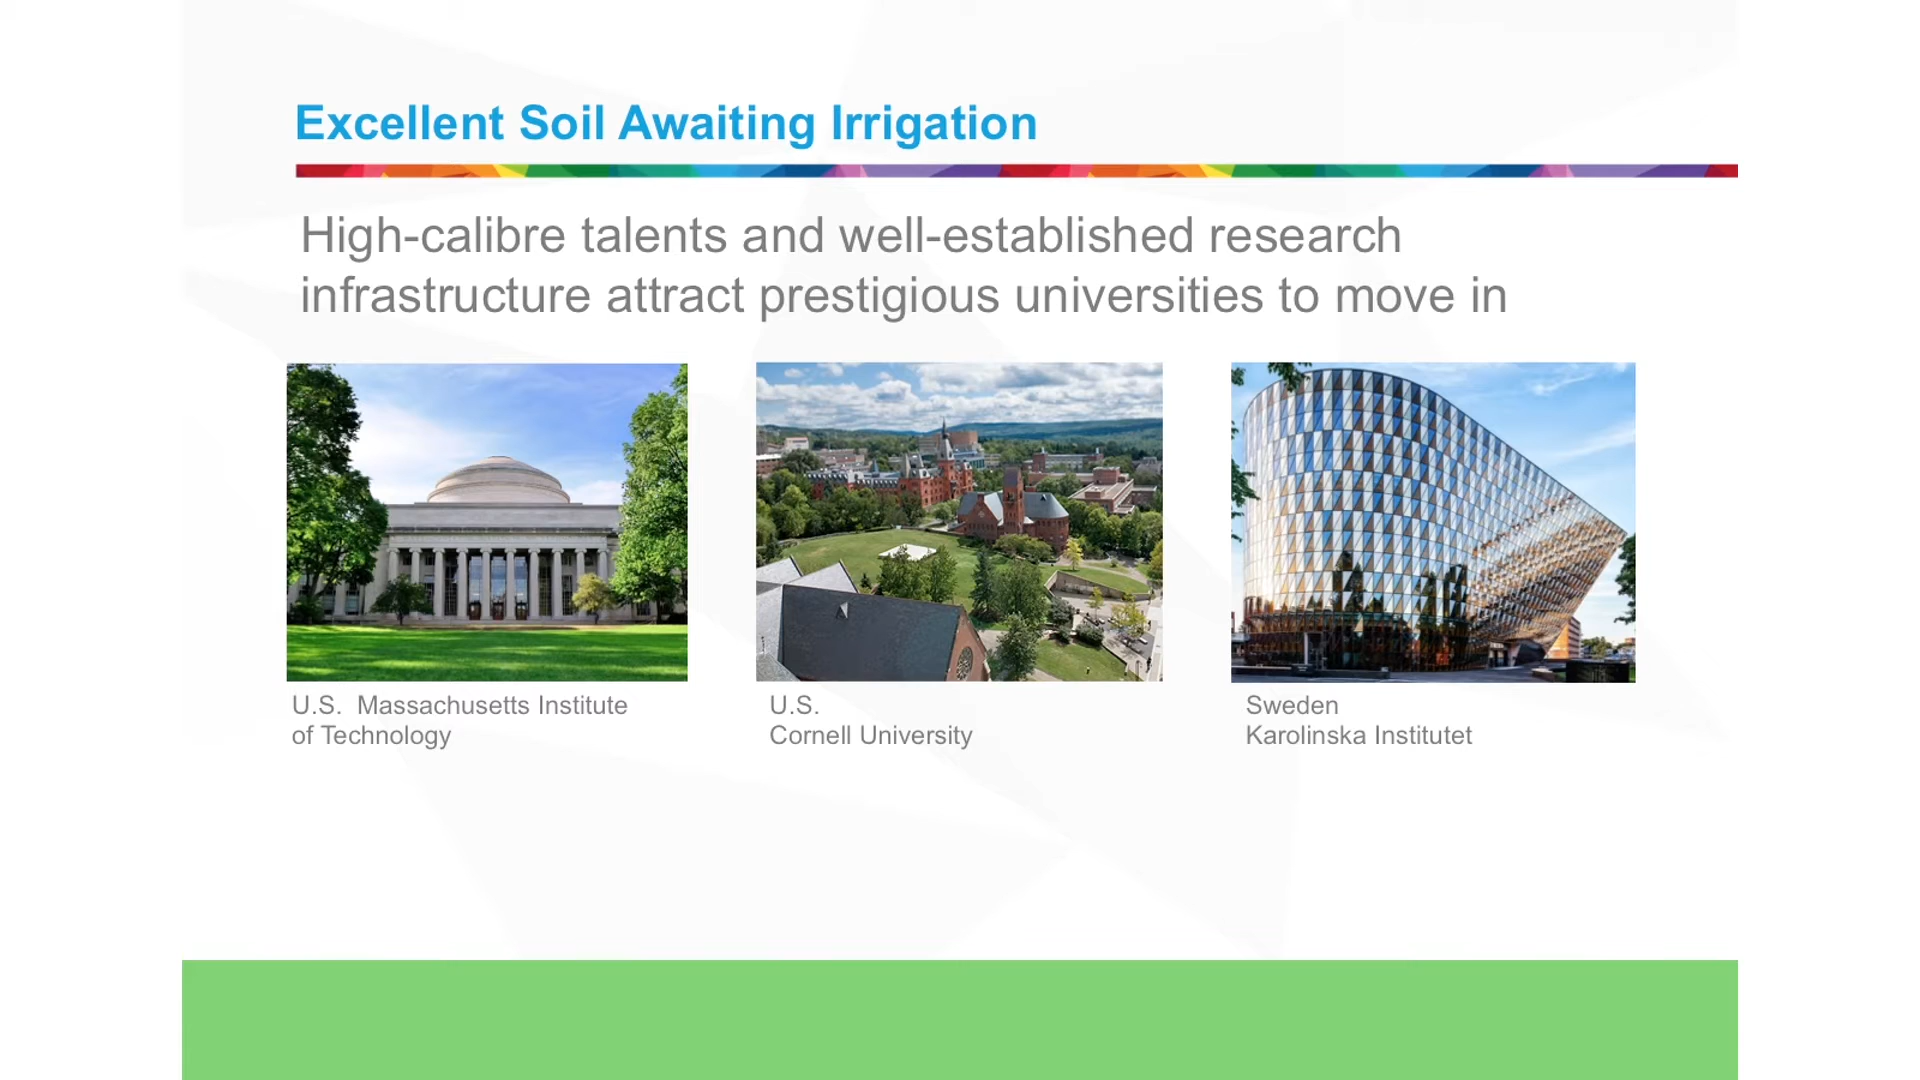 Excellent Soil Awaiting Irrigation
High-calibre talents and well-established research
infrastructure attract prestigious universities to move in
U.S.  Massachusetts Institute
of Technology
U.S.
Cornell University
Sweden
Karolinska Institutet